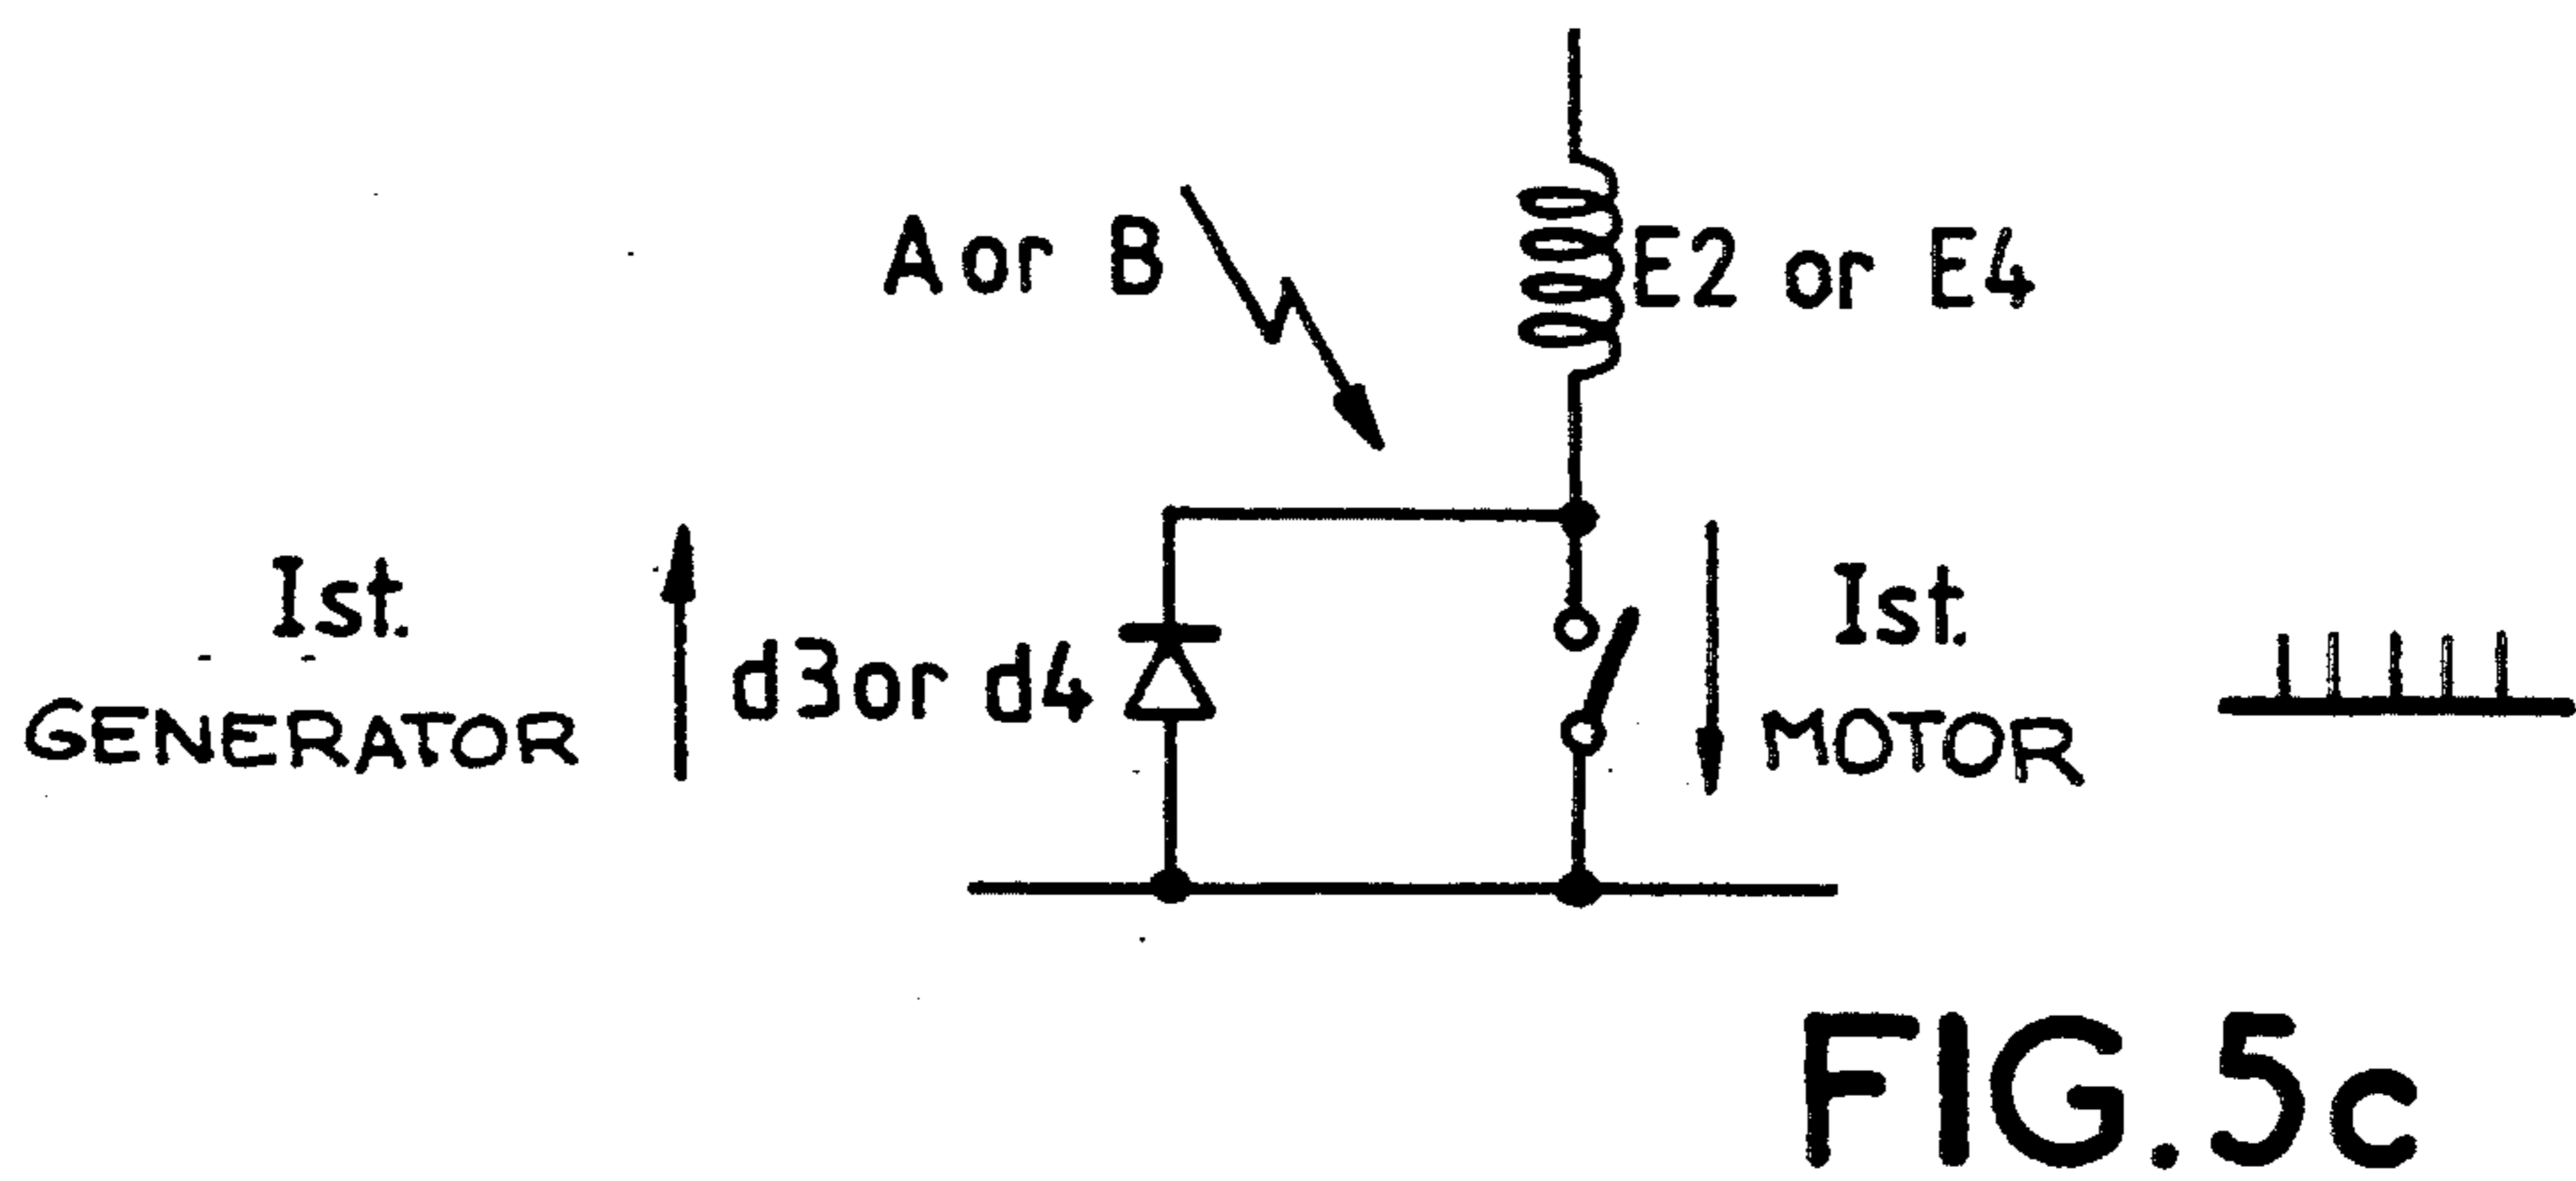 A or B
E2 or E4
Ist.
GENERATOR
d3 or d4
Ist.
MOTOR
FIG. 5c